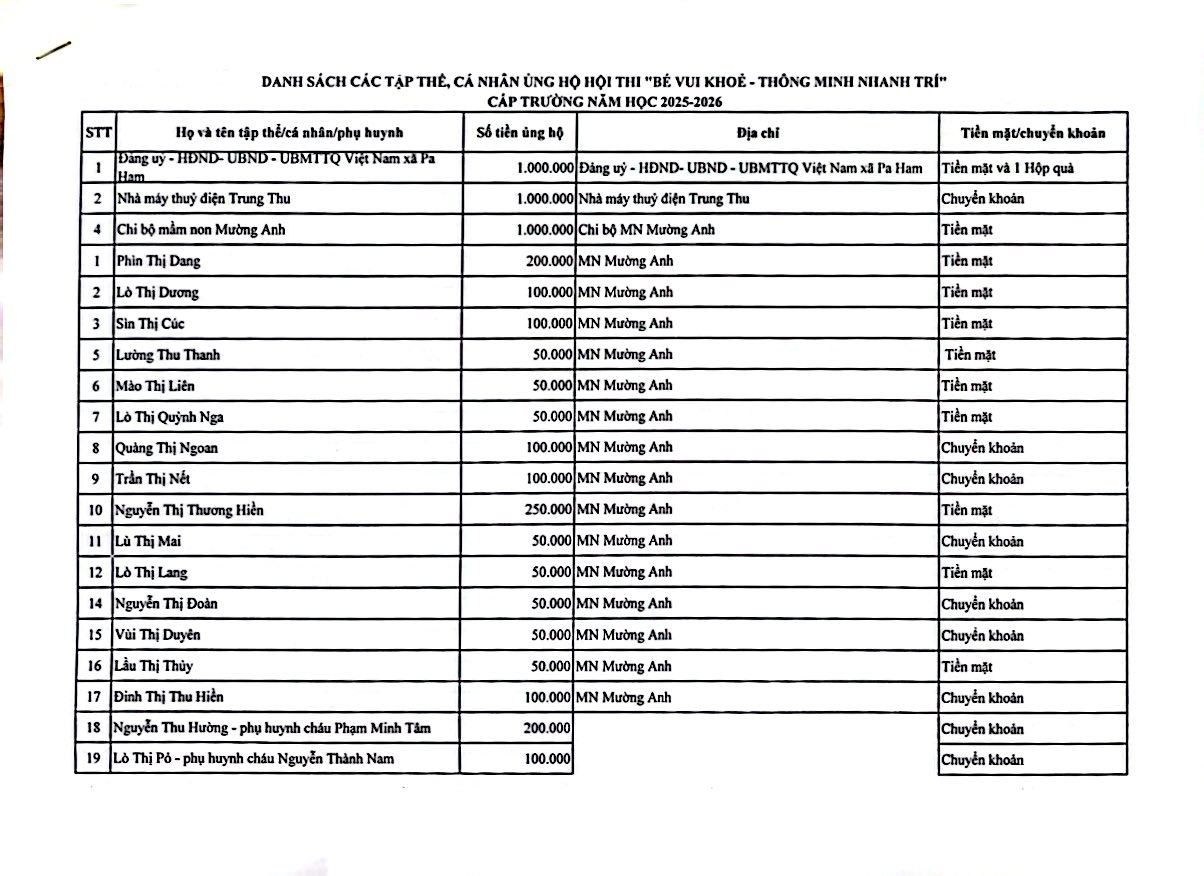 DANH SÁCH CÁC TẬP THỂ, CÁ NHÂN ỦNG HỘ HỘI THI "BÉ VUI KHOẺ - THÔNG MINH NHANH TRÍ"
CẤP TRƯỜNG NĂM HỌC 2025-2026
STT Họ và tên tập thể/cá nhân/phụ huynh Số tiền ủng hộ Địa chỉ Tiền mặt/chuyển khoản
1 Đảng uỷ - HĐND- UBND - UBMTTQ Việt Nam xã Pa Ham 1.000.000 Đảng uỷ - HĐND- UBND - UBMTTQ Việt Nam xã Pa Ham Tiền mặt và 1 Hộp quà
2 Nhà máy thuỷ điện Trung Thu 1.000.000 Nhà máy thuỷ điện Trung Thu Chuyển khoản
4 Chi bộ mầm non Mường Anh 1.000.000 Chi bộ MN Mường Anh Tiền mặt
1 Phìn Thị Dang 200.000 MN Mường Anh Tiền mặt
2 Lò Thị Dương 100.000 MN Mường Anh Tiền mặt
3 Sìn Thị Cúc 100.000 MN Mường Anh Tiền mặt
5 Lường Thu Thanh 50.000 MN Mường Anh Tiền mặt
6 Mào Thị Liên 50.000 MN Mường Anh Tiền mặt
7 Lò Thị Quỳnh Nga 50.000 MN Mường Anh Tiền mặt
8 Quàng Thị Ngoan 100.000 MN Mường Anh Chuyển khoản
9 Trần Thị Nết 100.000 MN Mường Anh Chuyển khoản
10 Nguyễn Thị Thương Hiền 250.000 MN Mường Anh Tiền mặt
11 Lù Thị Mai 50.000 MN Mường Anh Chuyển khoản
12 Lò Thị Lang 50.000 MN Mường Anh Tiền mặt
14 Nguyễn Thị Đoàn 50.000 MN Mường Anh Chuyển khoản
15 Vùi Thị Duyên 50.000 MN Mường Anh Chuyển khoản
16 Lầu Thị Thủy 50.000 MN Mường Anh Tiền mặt
17 Đinh Thị Thu Hiền 100.000 MN Mường Anh Chuyển khoản
18 Nguyễn Thu Hường - phụ huynh cháu Phạm Minh Tâm 200.000 Chuyển khoản
19 Lò Thị Pỏ - phụ huynh cháu Nguyễn Thành Nam 100.000 Chuyển khoản